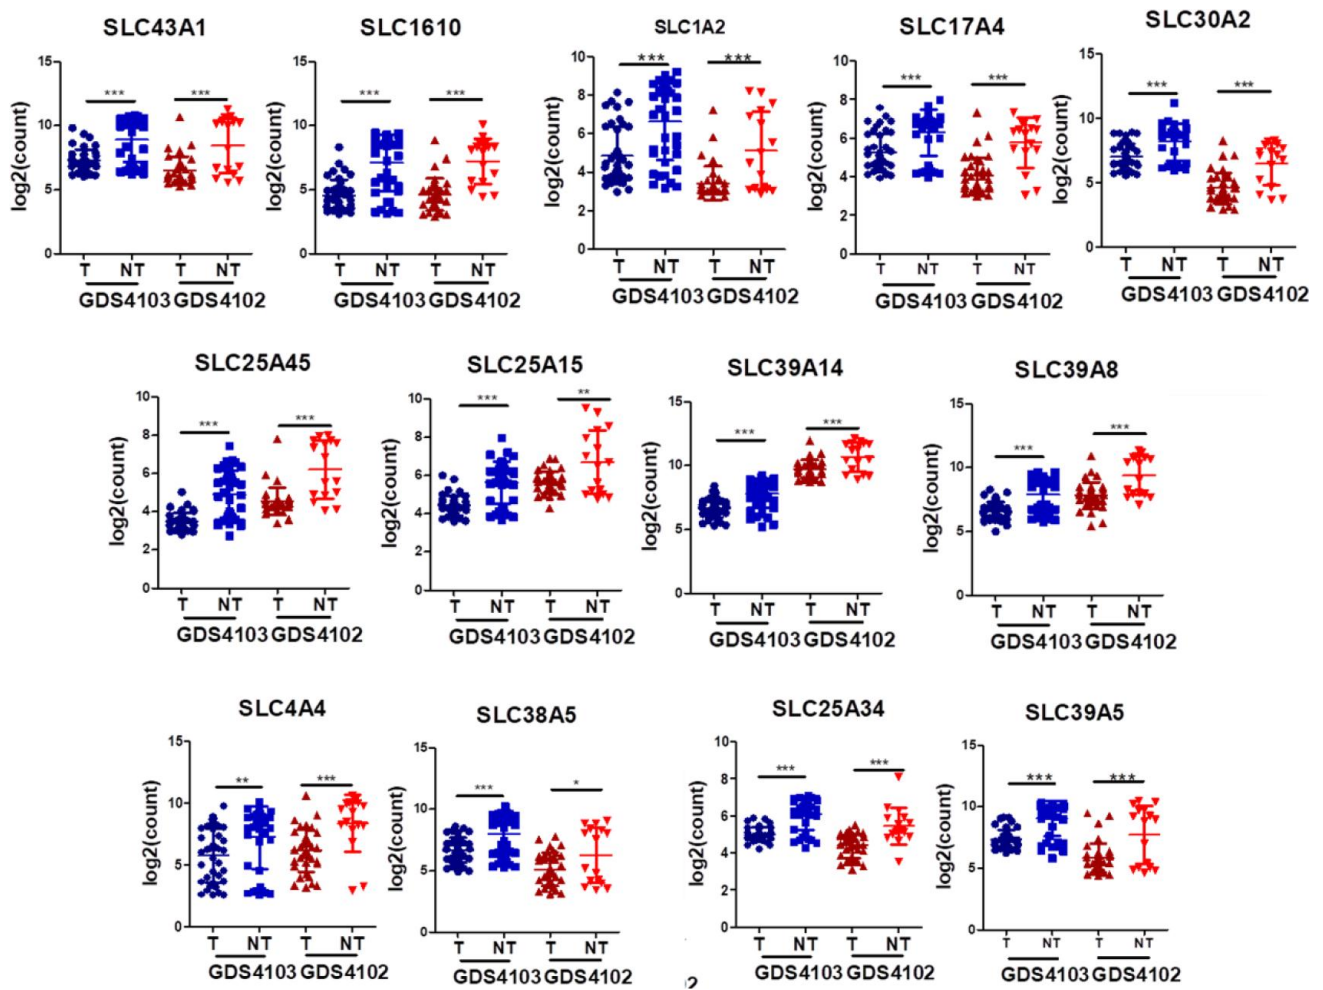 SLC43A1
15
10
5
0
log2(count)
***
***
T NT T NT
GDS4103 GDS4102
SLC1610
15
10
5
0
log2(count)
***
***
T NT T NT
GDS4103 GDS4102
SLC1A2
10
8
6
4
2
0
log2(count)
***
***
T NT T NT
GDS4103 GDS4102
SLC17A4
10
8
6
4
2
0
log2(count)
***
***
T NT T NT
GDS4103 GDS4102
SLC30A2
15
10
5
0
log2(count)
***
***
T NT T NT
GDS4103 GDS4102
SLC25A45
10
8
6
4
2
0
log2(count)
***
***
T NT T NT
GDS4103 GDS4102
SLC25A15
10
8
6
4
2
0
log2(count)
***
**
T NT T NT
GDS4103 GDS4102
SLC39A14
15
10
5
0
log2(count)
***
***
T NT T NT
GDS4103 GDS4102
SLC39A8
15
10
5
0
log2(count)
***
***
T NT T NT
GDS4103 GDS4102
SLC4A4
15
10
5
0
log2(count)
**
***
T NT T NT
GDS4103 GDS4102
SLC38A5
15
10
5
0
log2(count)
***
*
T NT T NT
GDS4103 GDS4102
SLC25A34
10
8
6
4
2
0
log2(count)
***
***
T NT T NT
GDS4103 GDS4102
SLC39A5
15
10
5
0
log2(count)
***
***
T NT T NT
GDS4103 GDS4102